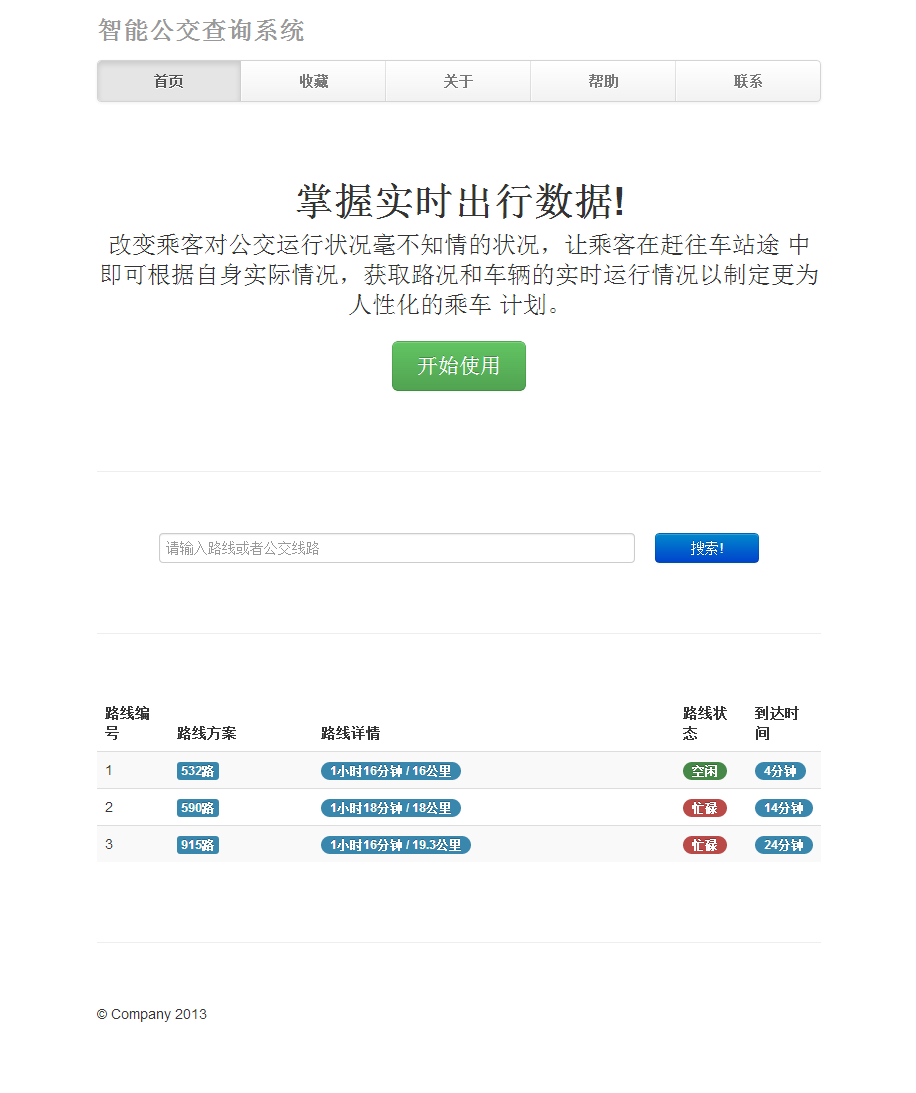 智能公交查询系统
首页 收藏 关于 帮助 联系
掌握实时出行数据!
改变乘客对公交运行状况毫不知情的状况，让乘客在赶往车站途 中
即可根据自身实际情况，获取路况和车辆的实时运行情况以制定更为
人性化的乘车 计划。
开始使用
请输入路线或者公交线路 搜索!
路线编号 路线方案 路线详情 路线状态 到达时间
1 532路 1小时16分钟 / 16公里 空闲 4分钟
2 590路 1小时18分钟 / 18公里 忙碌 14分钟
3 915路 1小时16分钟 / 19.3公里 忙碌 24分钟
© Company 2013